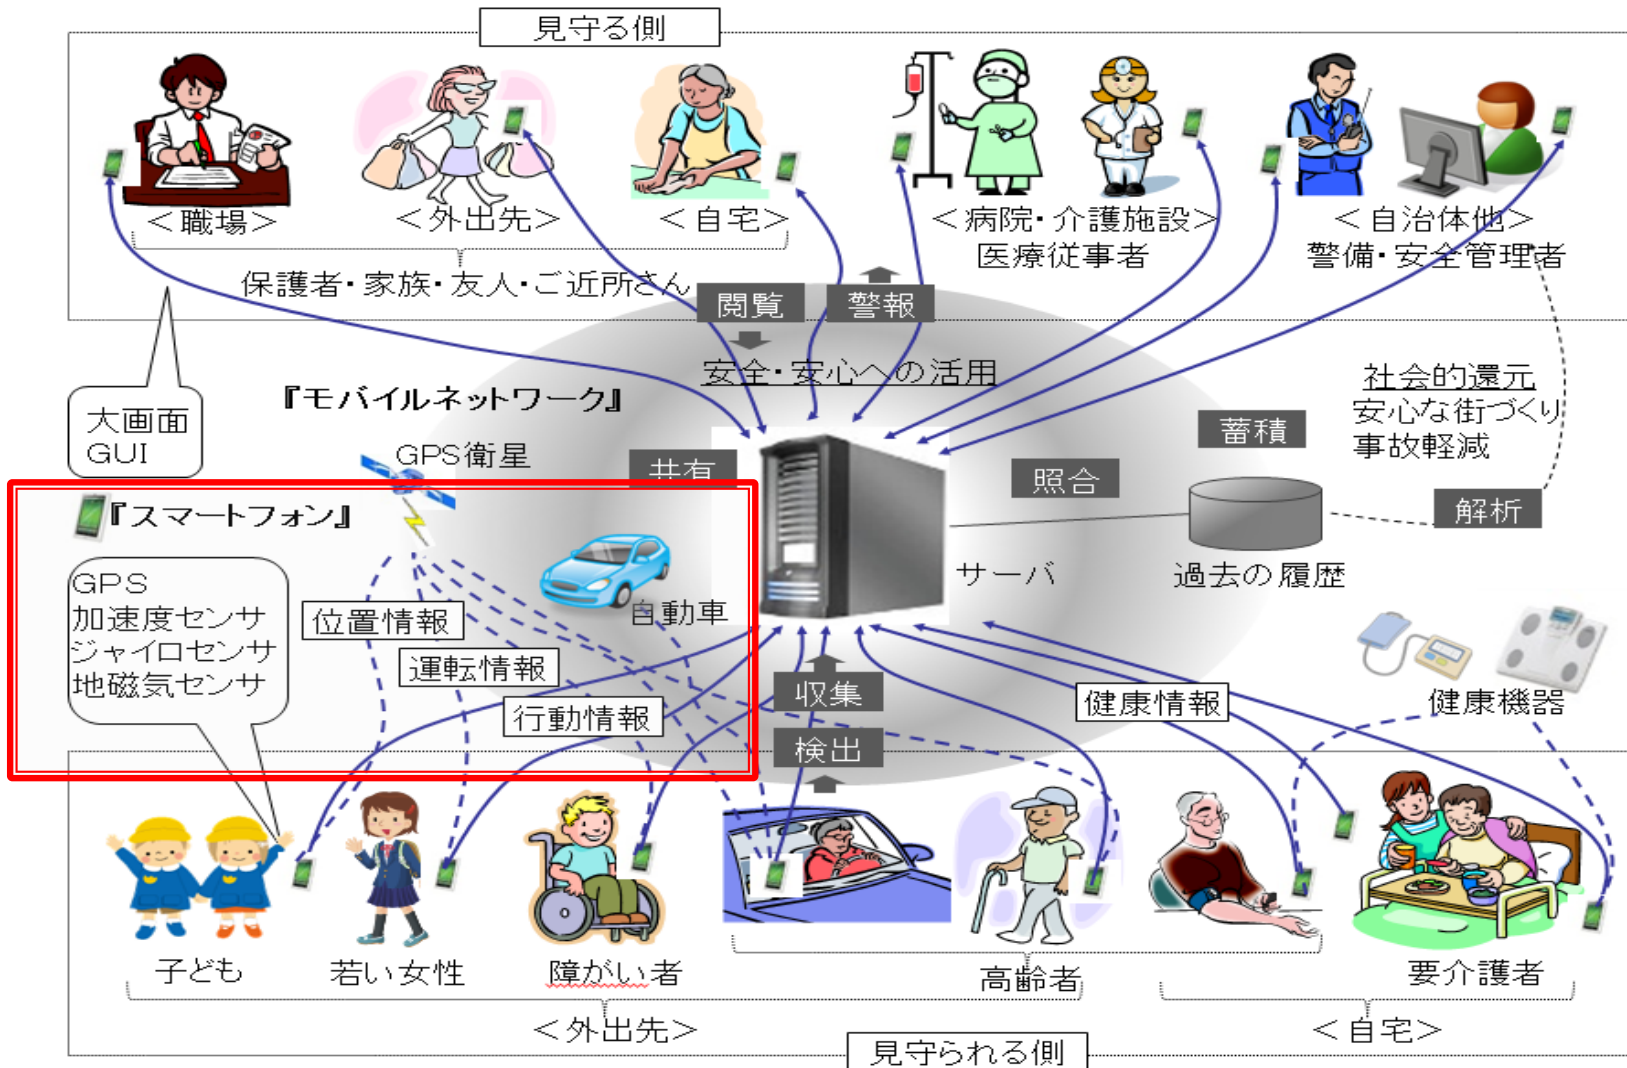 見守る側
<職場>
<外出先>
<自宅>
<病院・介護施設>
医療従事者
<自治体他>
警備・安全管理者
保護者・家族・友人・ご近所さん
閲覧
警報
安全・安心への活用
大画面
GUI
『モバイルネットワーク』
GPS衛星
共有
照合
蓄積
社会的還元
安心な街づくり
事故軽減
解析
『スマートフォン』
GPS
加速度センサ
ジャイロセンサ
地磁気センサ
位置情報
運転情報
行動情報
自動車
サーバ
過去の履歴
収集
検出
健康情報
健康機器
子ども
若い女性
障がい者
高齢者
要介護者
<外出先>
<自宅>
見守られる側